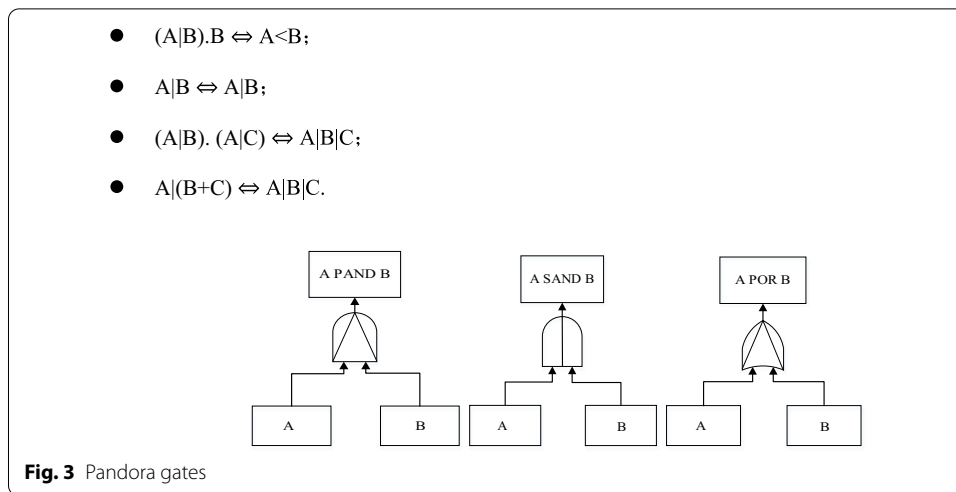 ● (A|B).B ⇔ A<B;
● A|B ⇔ A|B;
● (A|B). (A|C) ⇔ A|B|C;
● A|(B+C) ⇔ A|B|C.
A PAND B
A SAND B
A POR B
A
B
A
B
A
B
Fig. 3 Pandora gates